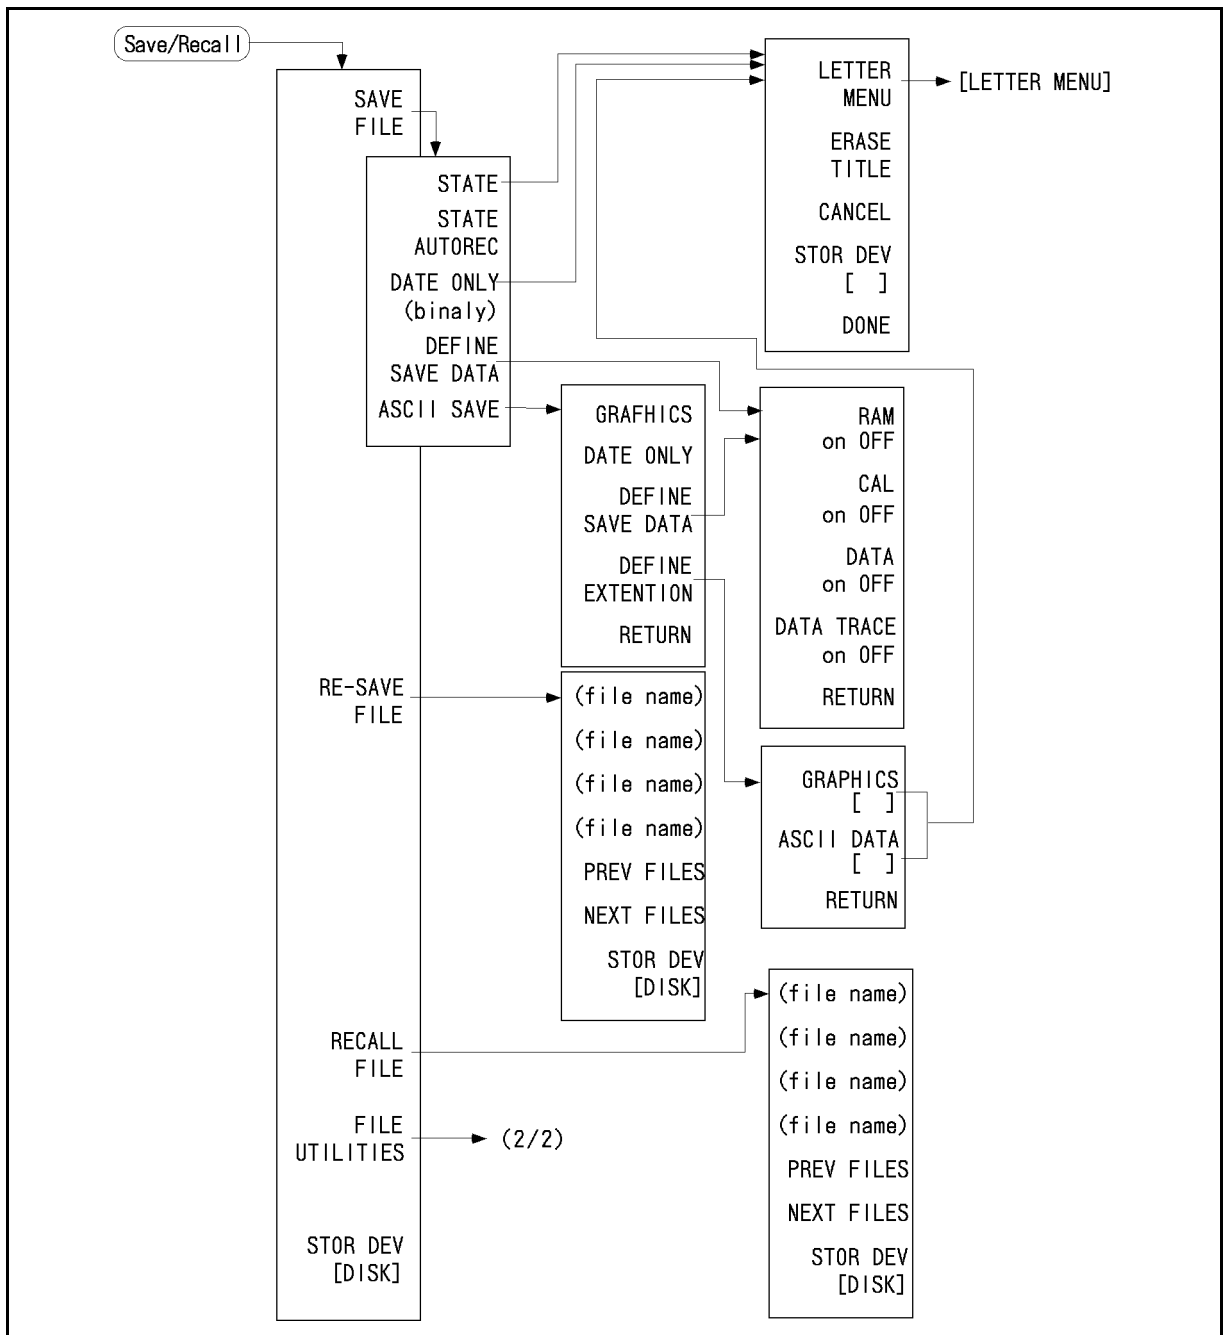 Save/Recall
SAVE
FILE
STATE
STATE
AUTOREC
DATE ONLY
(binaly)
DEFINE
SAVE DATA
ASCII SAVE
RE-SAVE
FILE
RECALL
FILE
FILE
UTILITIES
(2/2)
STOR DEV
[DISK]
GRAFHICS
DATE ONLY
DEFINE
SAVE DATA
DEFINE
EXTENTION
RETURN
(file name)
(file name)
(file name)
(file name)
PREV FILES
NEXT FILES
STOR DEV
[DISK]
LETTER
MENU
[LETTER MENU]
ERASE
TITLE
CANCEL
STOR DEV
[ ]
DONE
RAM
on OFF
CAL
on OFF
DATA
on OFF
DATA TRACE
on OFF
RETURN
GRAPHICS
[ ]
ASCII DATA
[ ]
RETURN
(file name)
(file name)
(file name)
(file name)
PREV FILES
NEXT FILES
STOR DEV
[DISK]